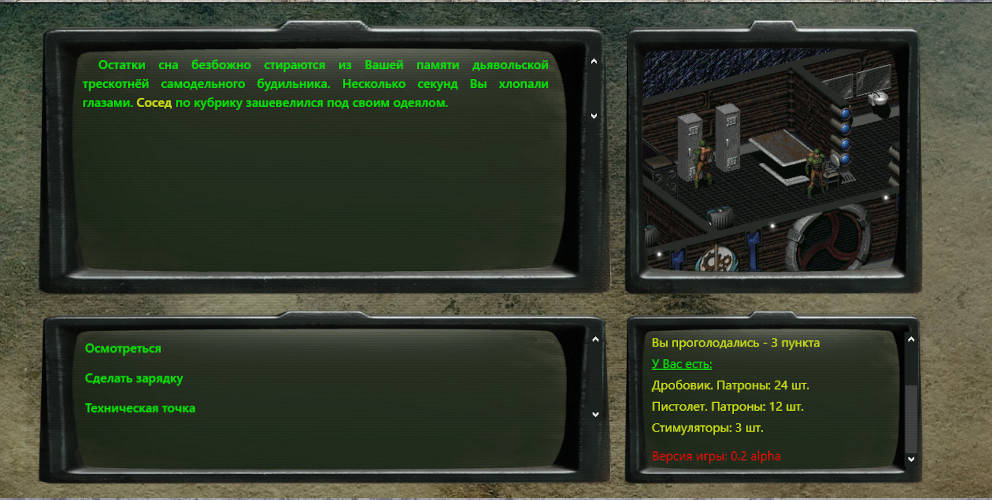 Остатки сна безбожно стираются из Вашей памяти дьявольской
трескотнёй самодельного будильника. Несколько секунд Вы хлопали
глазами. Сосед по кубрику зашевелился под своим одеялом.
Осмотреться
Сделать зарядку
Техническая точка
Вы проголодались - 3 пункта
У Вас есть:
Дробовик. Патроны: 24 шт.
Пистолет. Патроны: 12 шт.
Стимуляторы: 3 шт.
Версия игры: 0.2 alpha